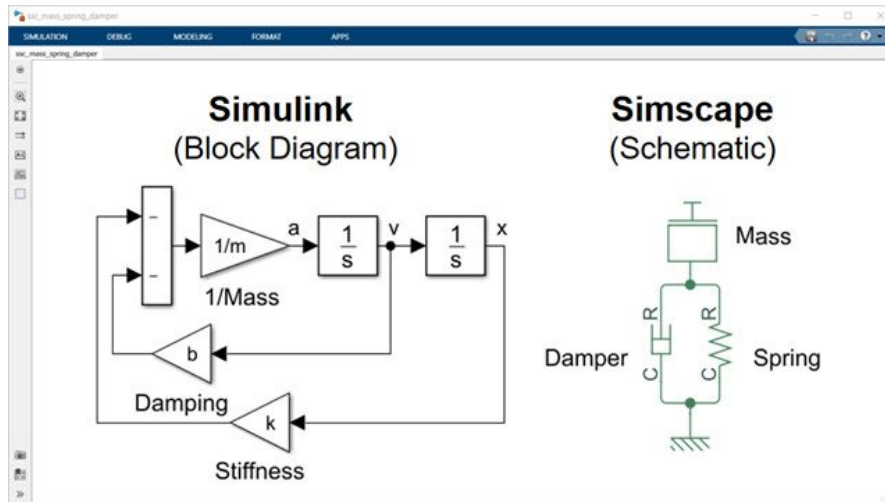 ssc_mass_spring_damper
SIMULATION DEBUG MODELING FORMAT APPS
ssc_mass_spring_damper
Simulink
(Block Diagram)
Simscape
(Schematic)
−
−
1/m
a
1
s
v
1
s
x
1/Mass
b
Damping
k
Stiffness
Mass
R
R
Damper
Spring
C
C